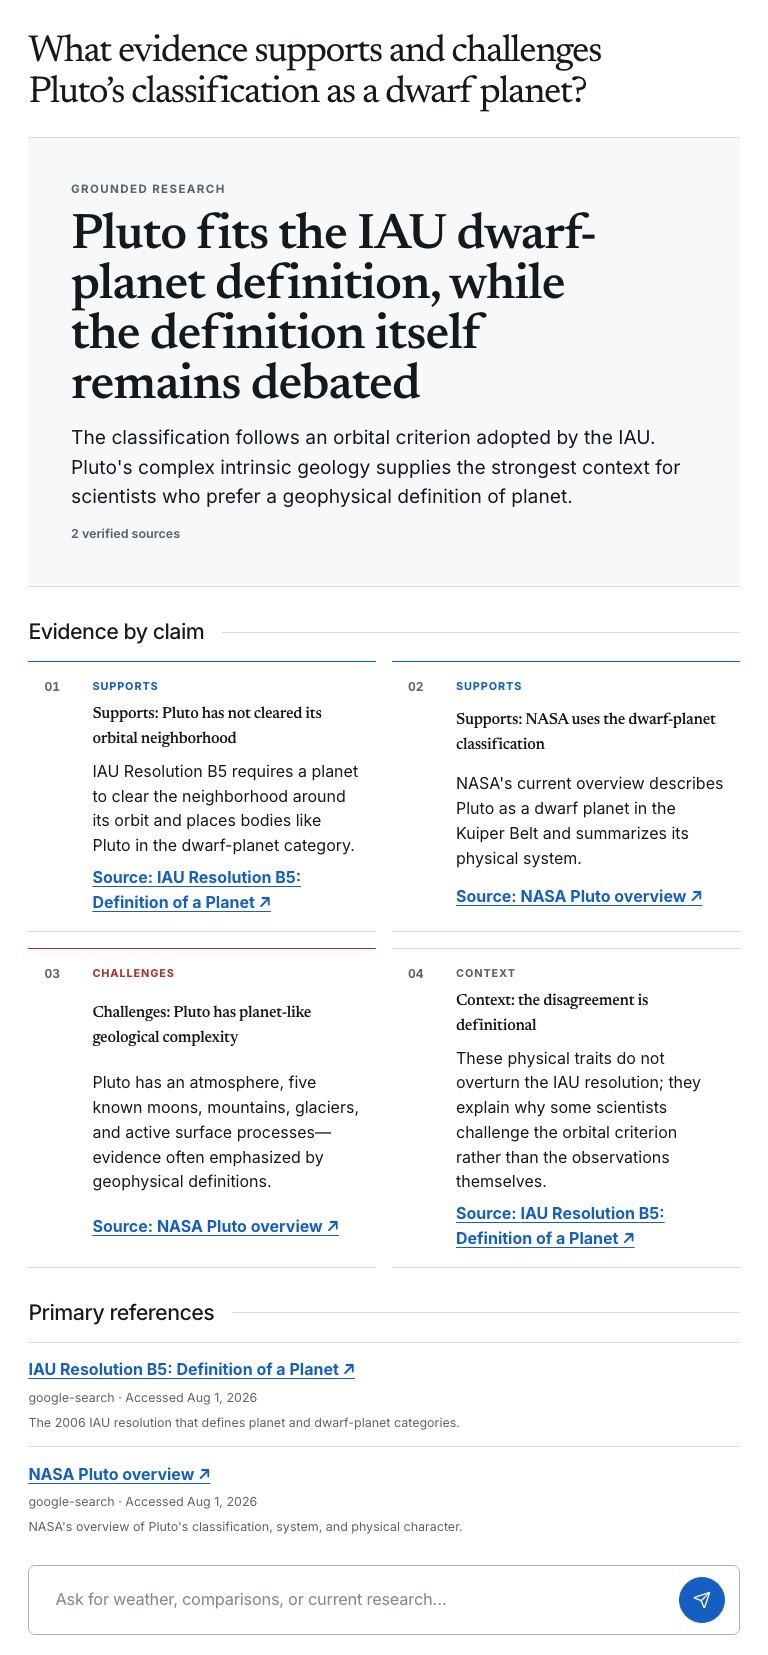 What evidence supports and challenges
Pluto’s classification as a dwarf planet?
GROUNDED RESEARCH
Pluto fits the IAU dwarf-
planet definition, while
the definition itself
remains debated
The classification follows an orbital criterion adopted by the IAU.
Pluto's complex intrinsic geology supplies the strongest context for
scientists who prefer a geophysical definition of planet.
2 verified sources
Evidence by claim
01
SUPPORTS
Supports: Pluto has not cleared its
orbital neighborhood
IAU Resolution B5 requires a planet
to clear the neighborhood around
its orbit and places bodies like
Pluto in the dwarf-planet category.
Source: IAU Resolution B5:
Definition of a Planet ↗
02
SUPPORTS
Supports: NASA uses the dwarf-planet
classification
NASA's current overview describes
Pluto as a dwarf planet in the
Kuiper Belt and summarizes its
physical system.
Source: NASA Pluto overview ↗
03
CHALLENGES
Challenges: Pluto has planet-like
geological complexity
Pluto has an atmosphere, five
known moons, mountains, glaciers,
and active surface processes—
evidence often emphasized by
geophysical definitions.
Source: NASA Pluto overview ↗
04
CONTEXT
Context: the disagreement is
definitional
These physical traits do not
overturn the IAU resolution; they
explain why some scientists
challenge the orbital criterion
rather than the observations
themselves.
Source: IAU Resolution B5:
Definition of a Planet ↗
Primary references
IAU Resolution B5: Definition of a Planet ↗
google-search · Accessed Aug 1, 2026
The 2006 IAU resolution that defines planet and dwarf-planet categories.
NASA Pluto overview ↗
google-search · Accessed Aug 1, 2026
NASA's overview of Pluto's classification, system, and physical character.
Ask for weather, comparisons, or current research...